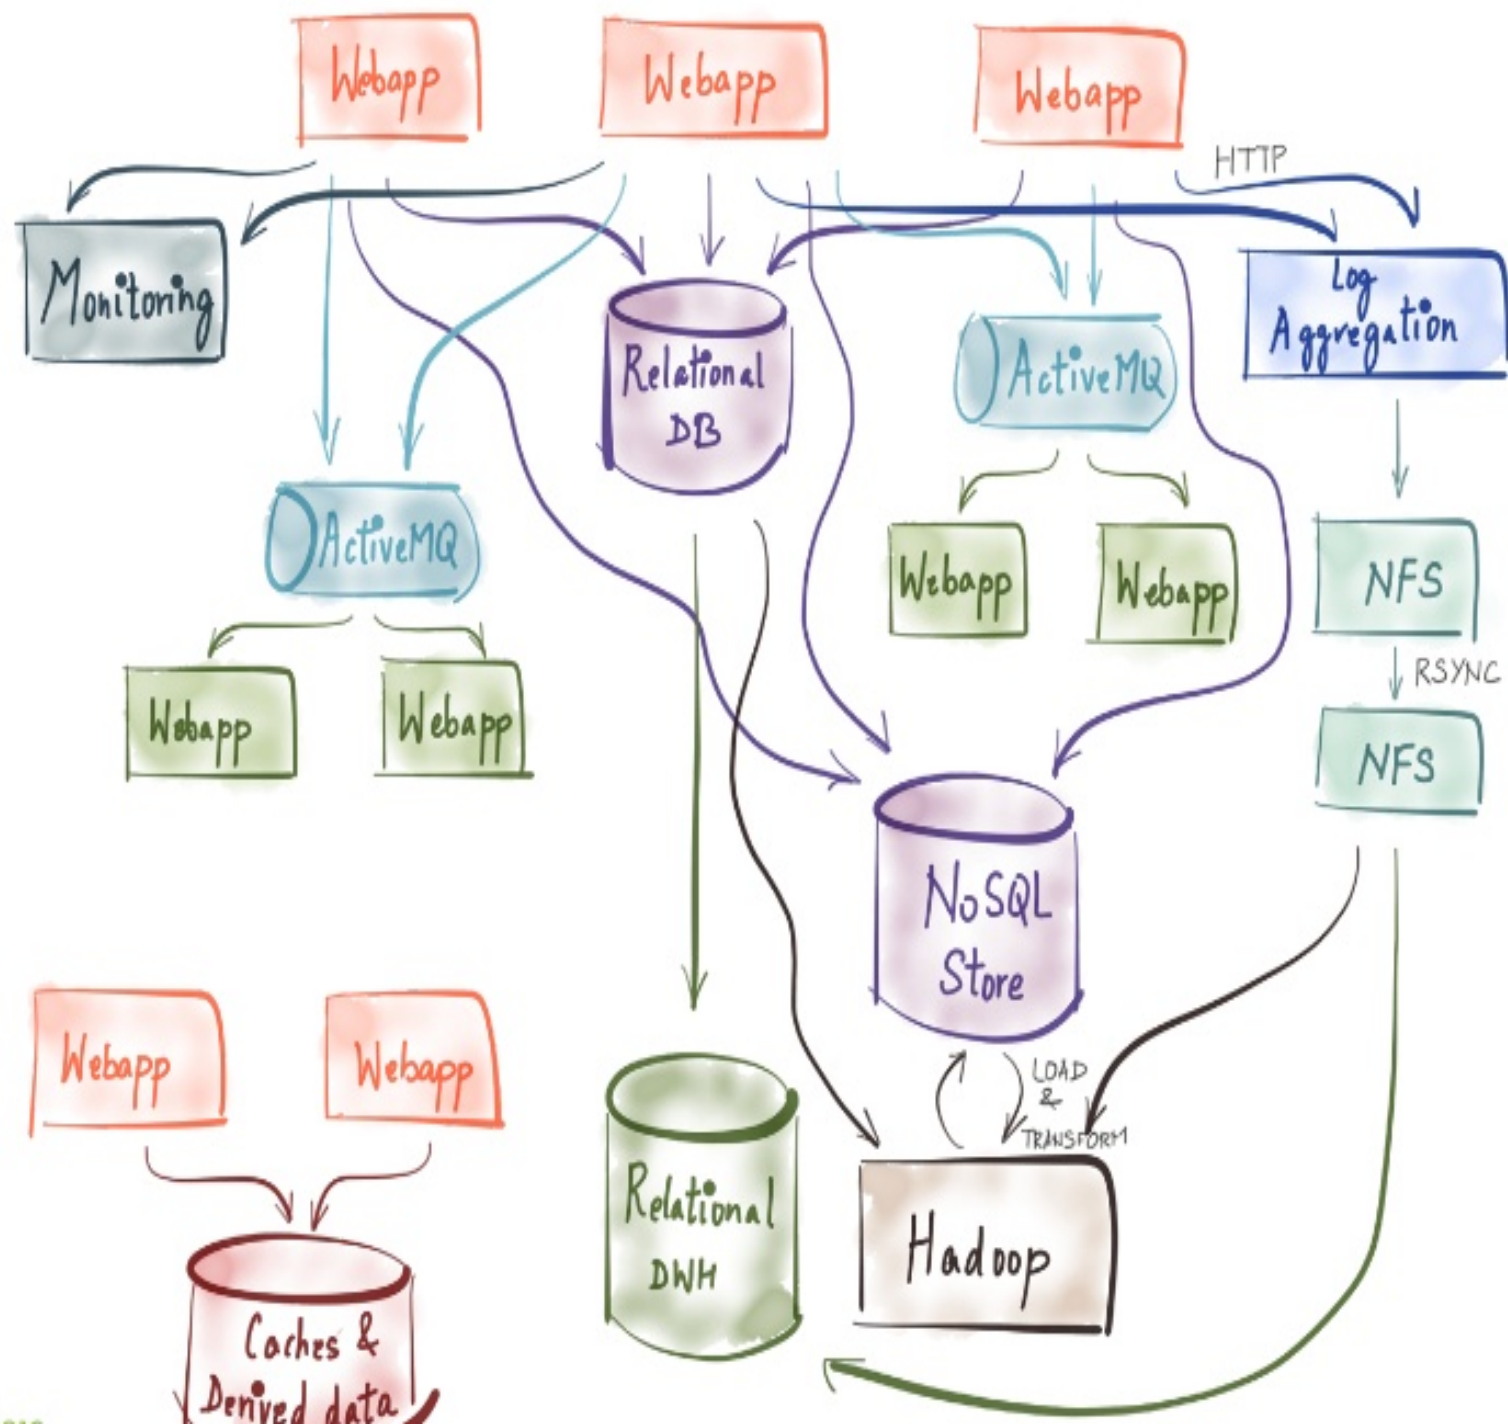 Webapp
Webapp
Webapp
HTTP
Monitoring
Log
Aggregation
Relational
DB
ActiveMQ
ActiveMQ
Webapp
Webapp
NFS
RSYNC
Webapp
Webapp
NFS
NoSQL
Store
Webapp
Webapp
LOAD
&
TRANSFORM
Relational
DWH
Hadoop
Caches &
Derived data